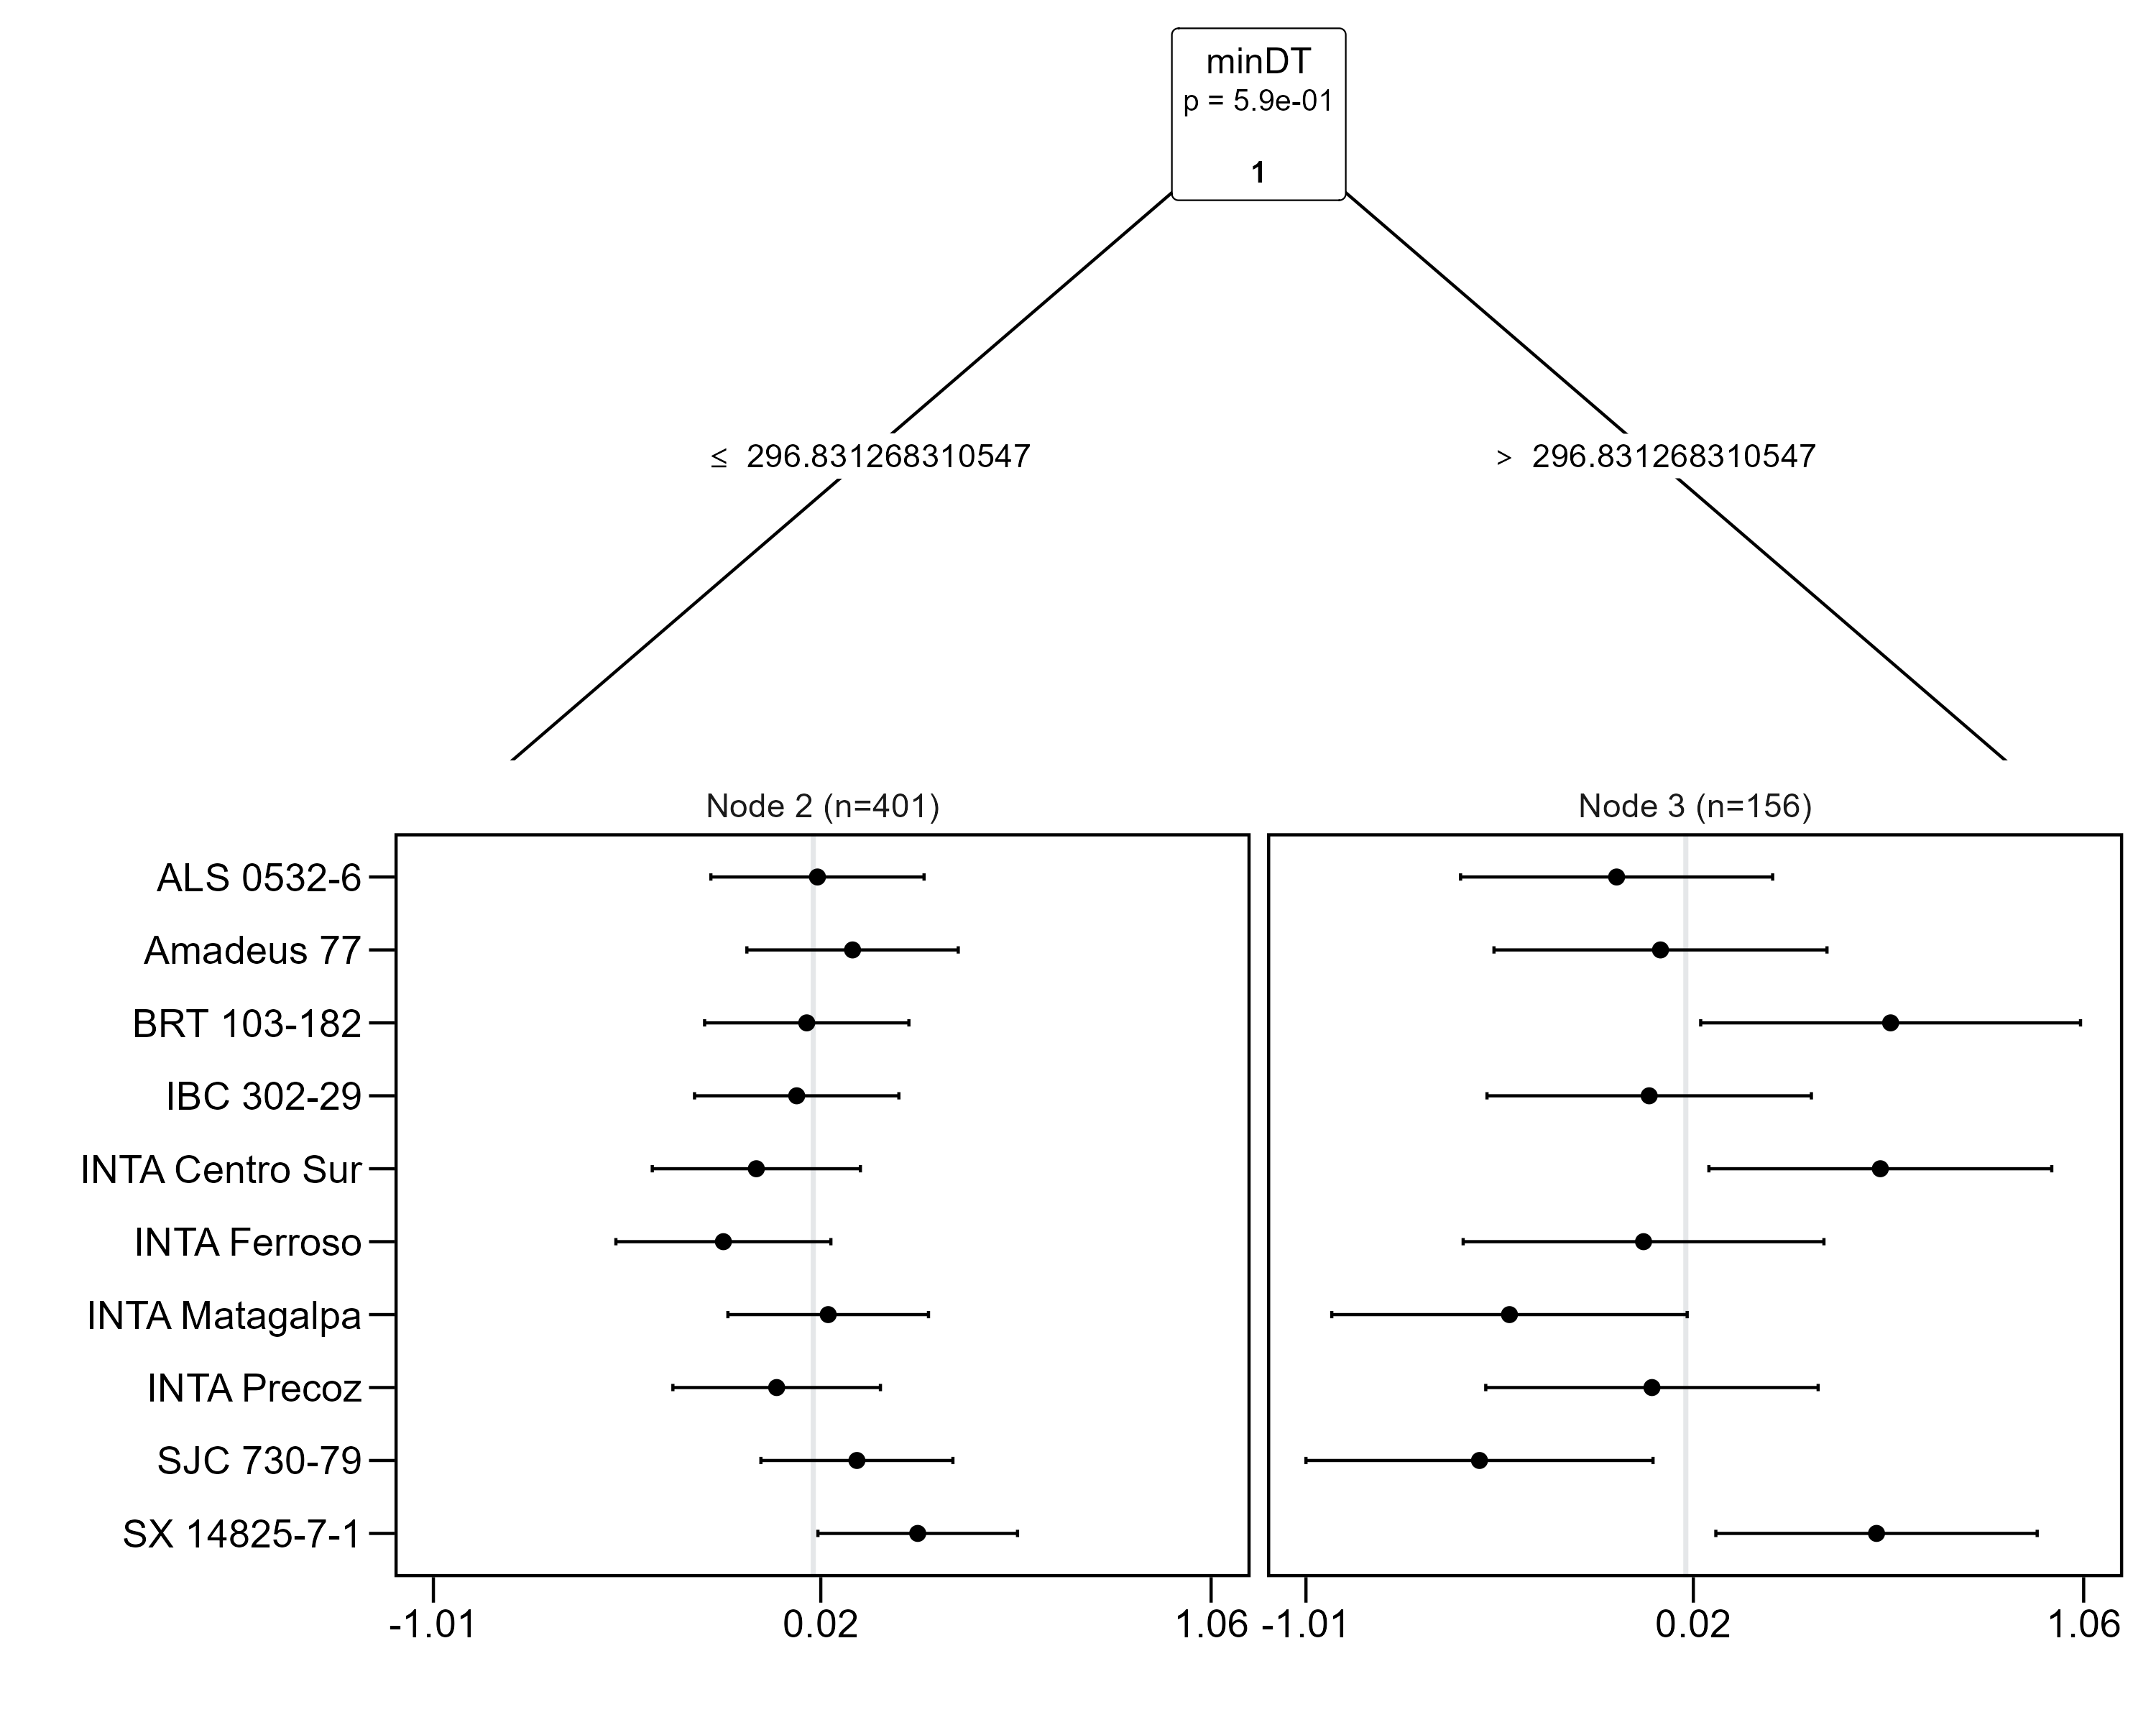 minDT
p = 5.9e-01
1
≤ 296.831268310547
> 296.831268310547
Node 2 (n=401)
Node 3 (n=156)
ALS 0532-6
Amadeus 77
BRT 103-182
IBC 302-29
INTA Centro Sur
INTA Ferroso
INTA Matagalpa
INTA Precoz
SJC 730-79
SX 14825-7-1
-1.01 0.02 1.06
-1.01 0.02 1.06